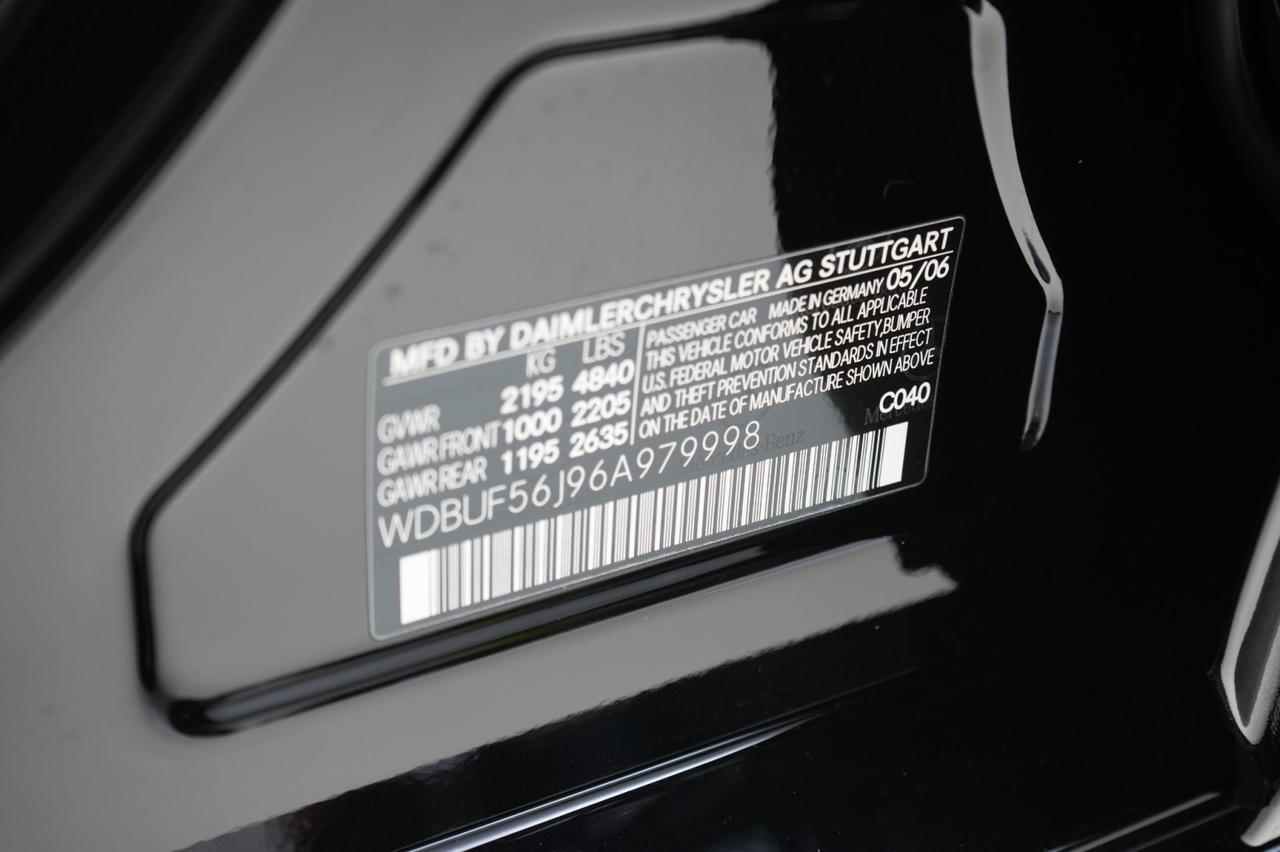 MFD BY DAIMLERCHRYSLER AG STUTTGART
KG LBS
GVWR 2195 4840
GAWR FRONT 1000 2205
GAWR REAR 1195 2635
PASSENGER CAR MADE IN GERMANY 05/06
THIS VEHICLE CONFORMS TO ALL APPLICABLE
U.S. FEDERAL MOTOR VEHICLE SAFETY,BUMPER
AND THEFT PREVENTION STANDARDS IN EFFECT
ON THE DATE OF MANUFACTURE SHOWN ABOVE
C040
WDBUF56J96A979998
Mercedes Benz